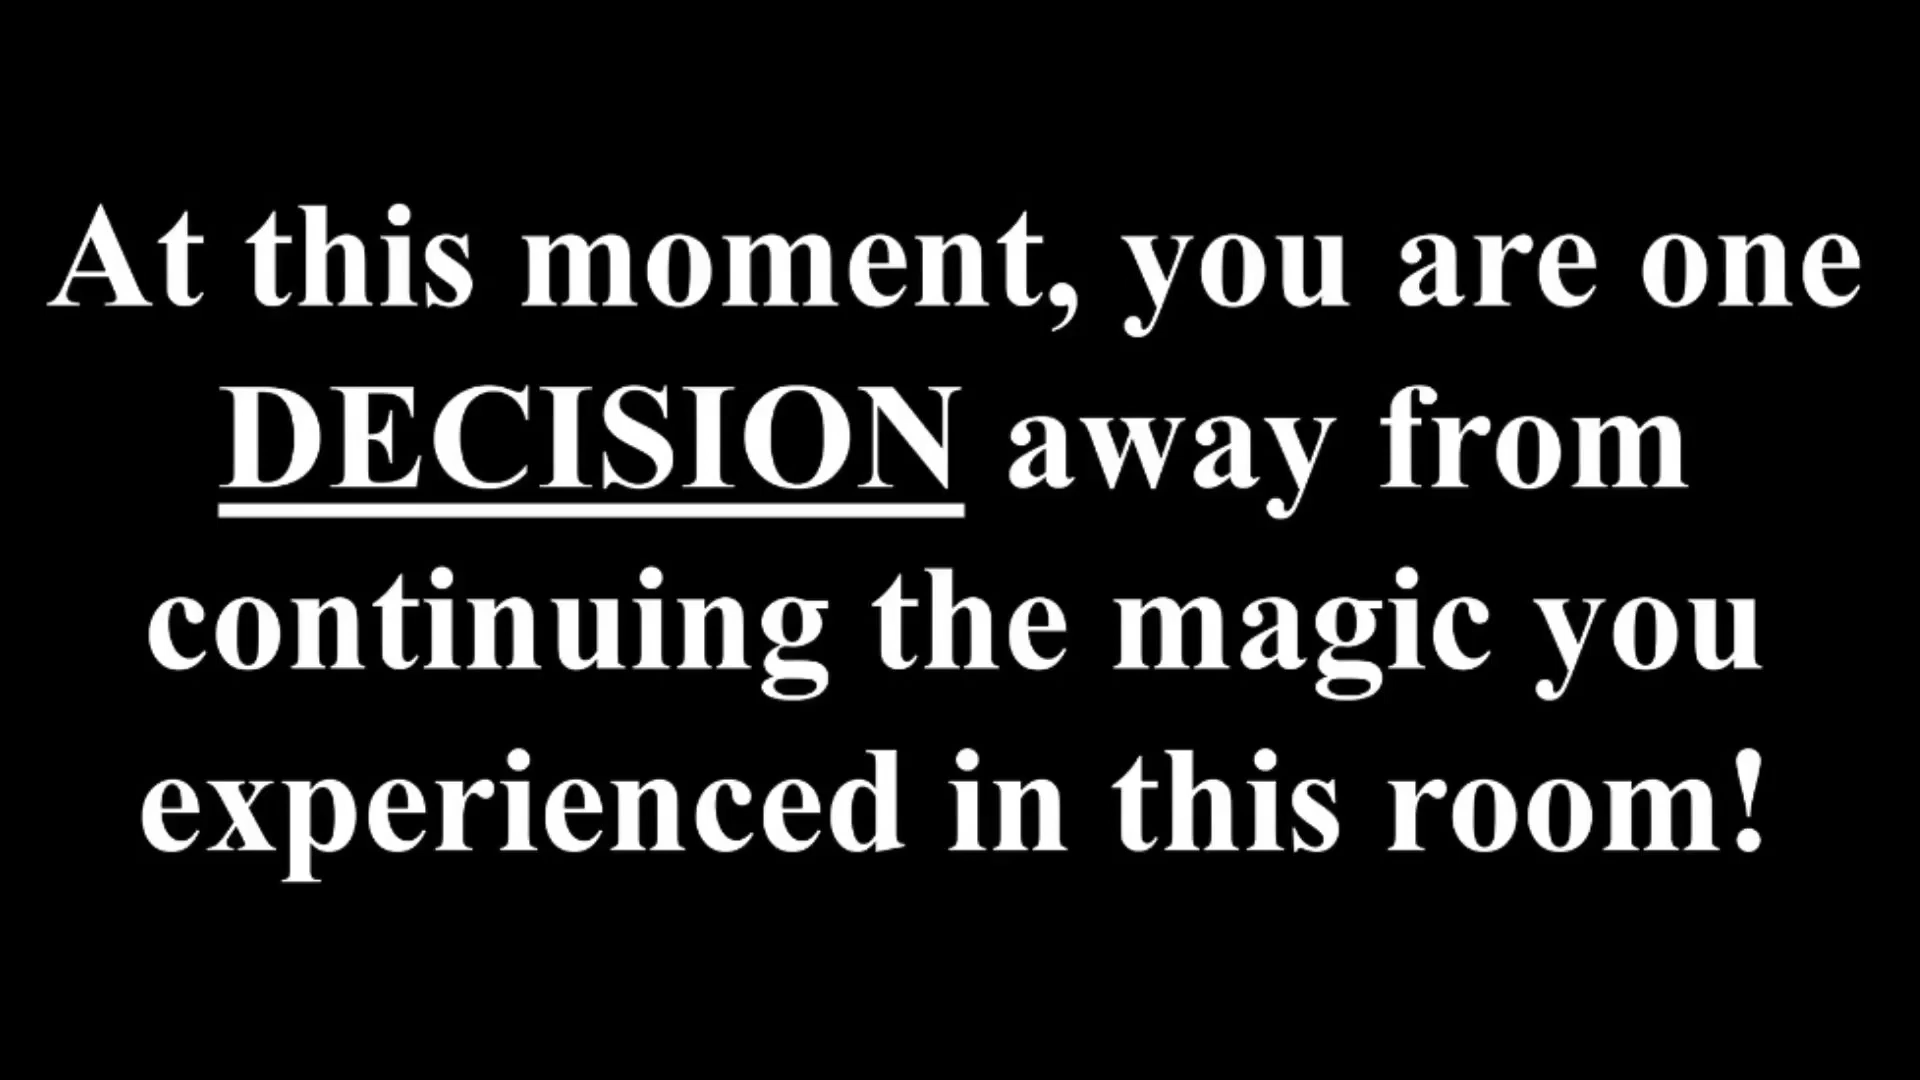 At this moment, you are one
DECISION away from
continuing the magic you
experienced in this room!